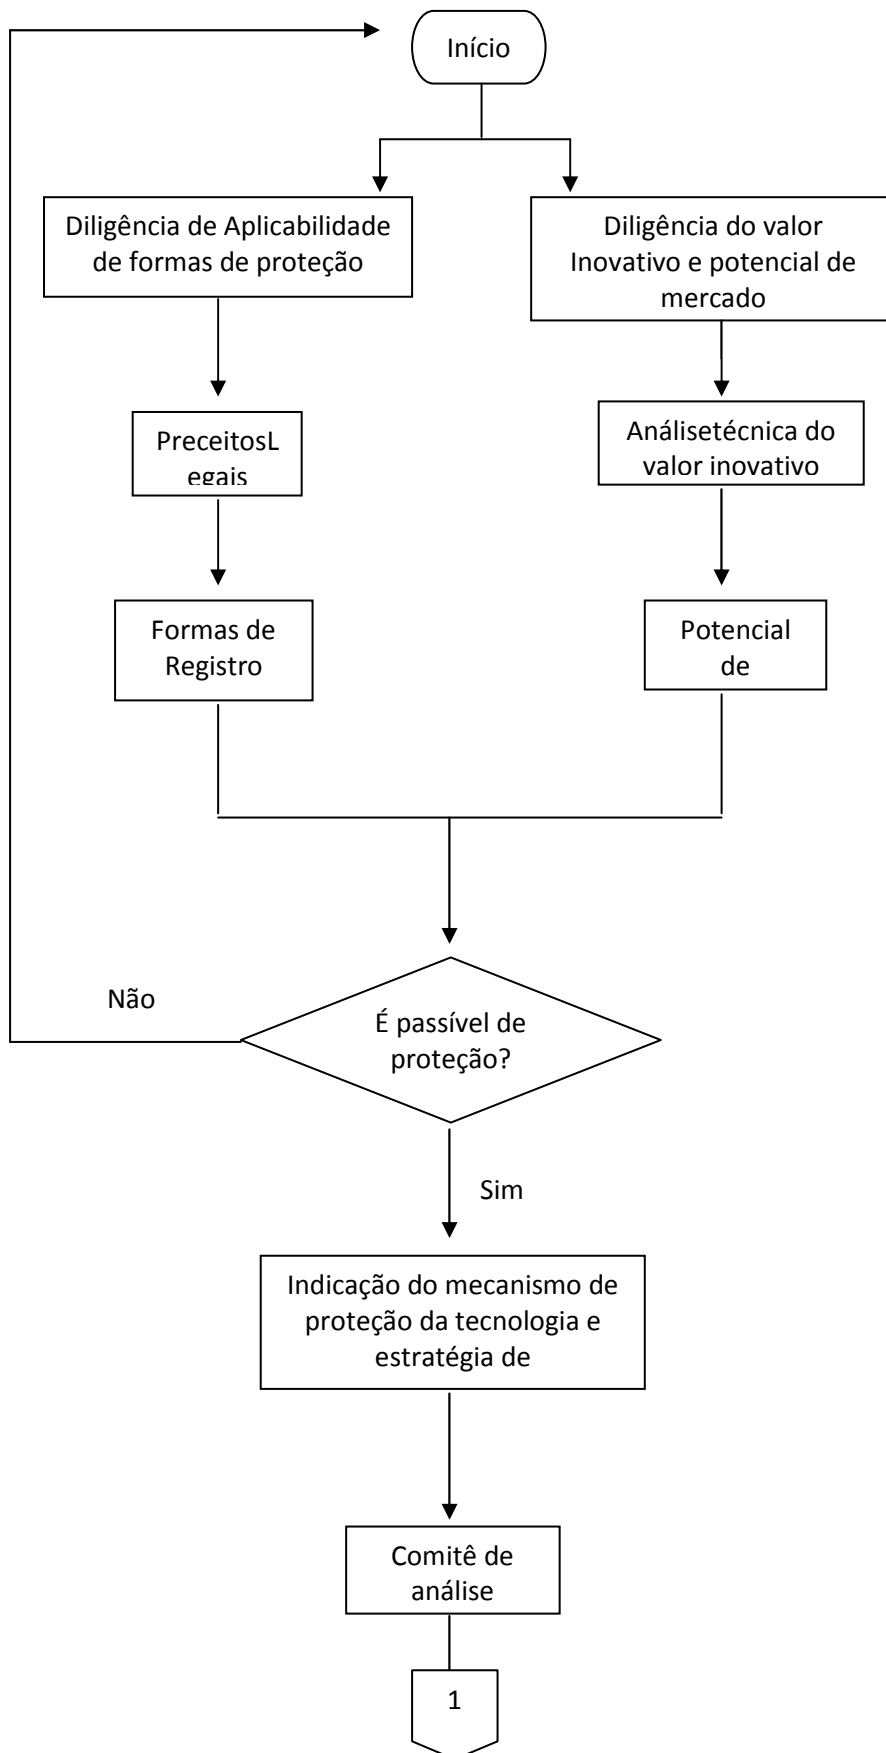 Início
Diligência de Aplicabilidade
de formas de proteção
Diligência do valor
Inovativo e potencial de
mercado
PreceitosL
egais
Análisetécnica do
valor inovativo
Formas de
Registro
Potencial
de
Não
É passível de
proteção?
Sim
Indicação do mecanismo de
proteção da tecnologia e
estratégia de
Comitê de
análise
1